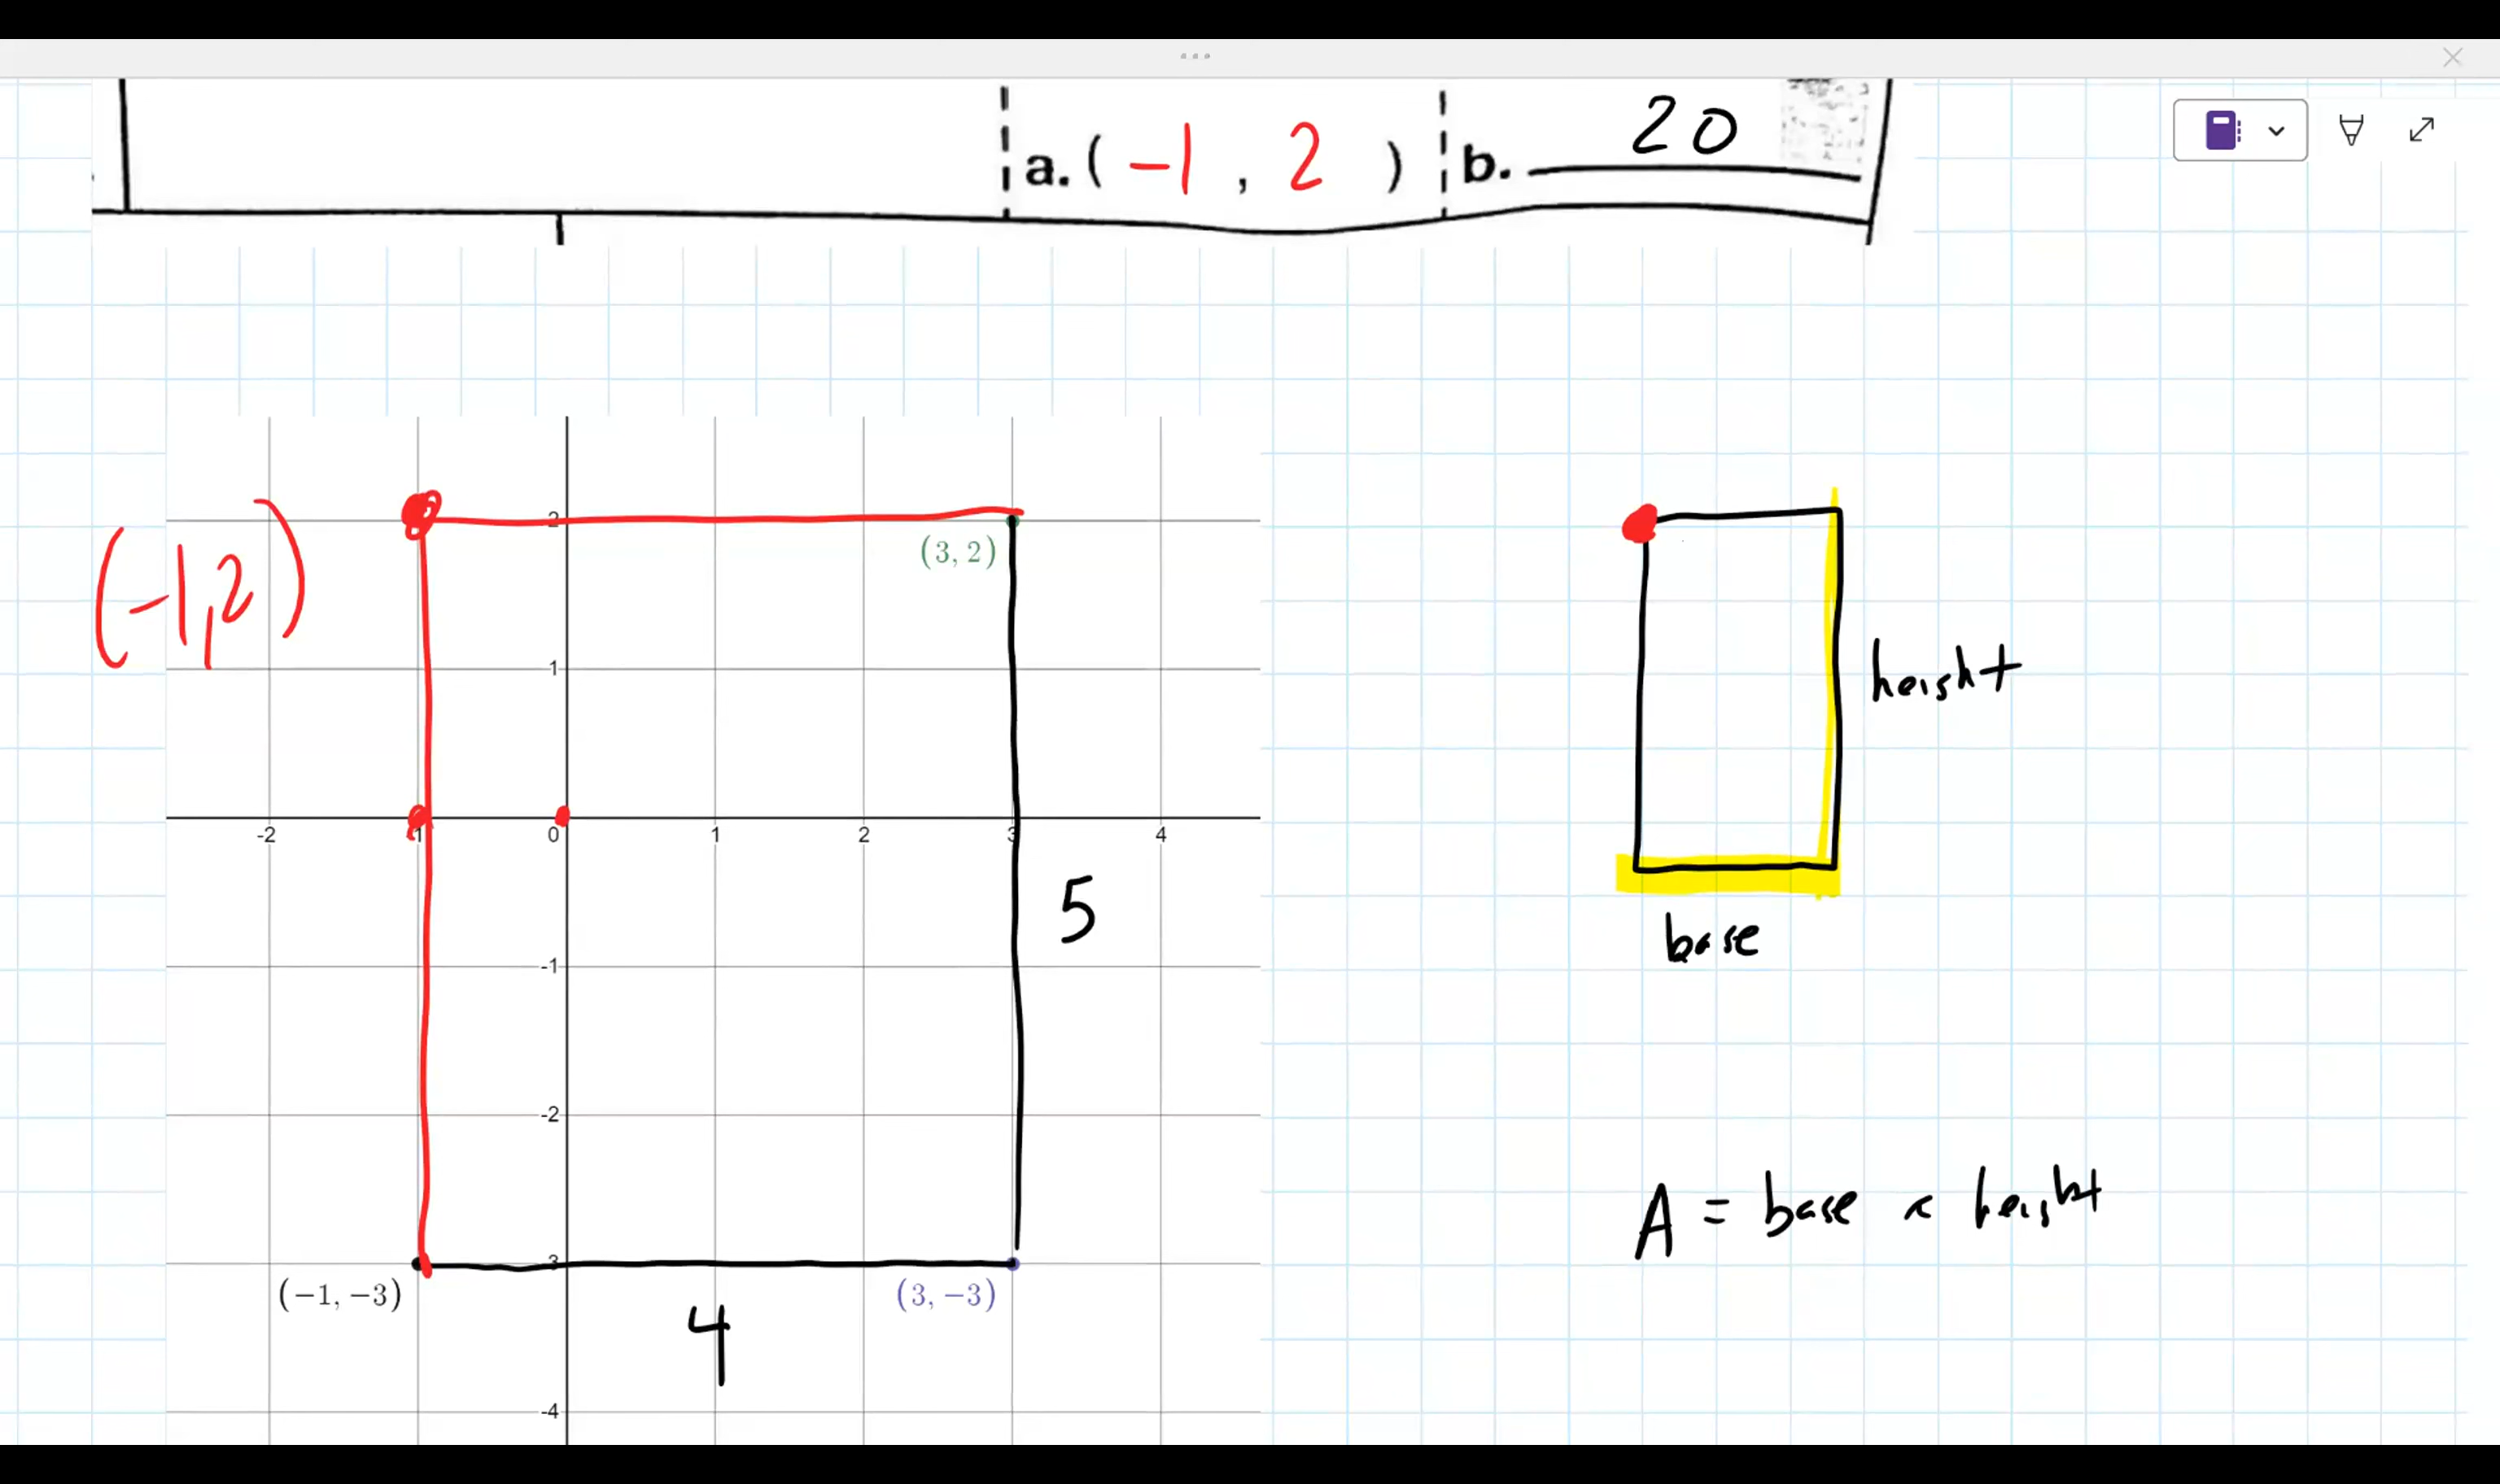 a. ( -1 , 2 ) b. 20
2
(3, 2)
(-1,2)
1
height
-2 -1 0 1 2 3 4
5
base
-1
-2
A = base × height
-3
(−1, −3) (3, −3)
4
-4